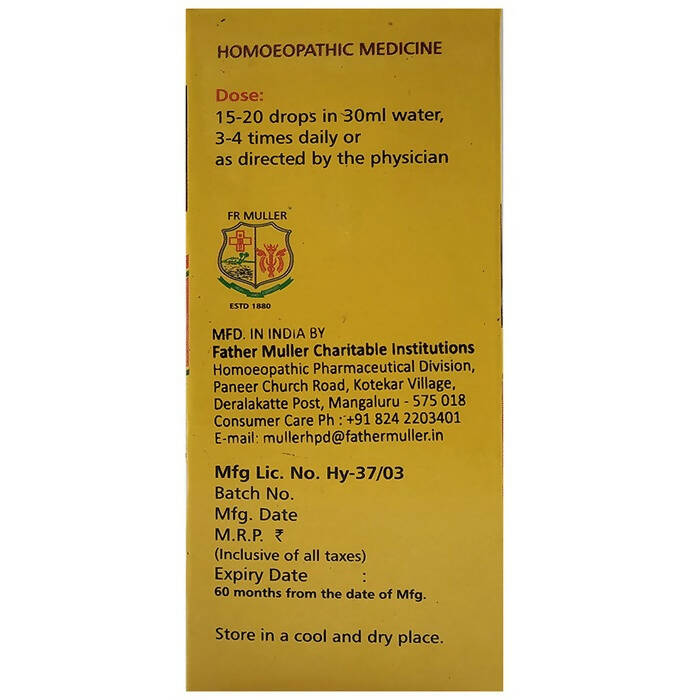 HOMOEOPATHIC MEDICINE
Dose:
15-20 drops in 30ml water,
3-4 times daily or
as directed by the physician
FR MULLER
ESTD 1880
MFD. IN INDIA BY
Father Muller Charitable Institutions
Homoeopathic Pharmaceutical Division,
Paneer Church Road, Kotekar Village,
Deralakatte Post, Mangaluru - 575 018
Consumer Care Ph : +91 824 2203401
E-mail: mullerhpd@fathermuller.in
Mfg Lic. No. Hy-37/03
Batch No.
Mfg. Date
M.R.P. ₹
(Inclusive of all taxes)
Expiry Date :
60 months from the date of Mfg.
Store in a cool and dry place.